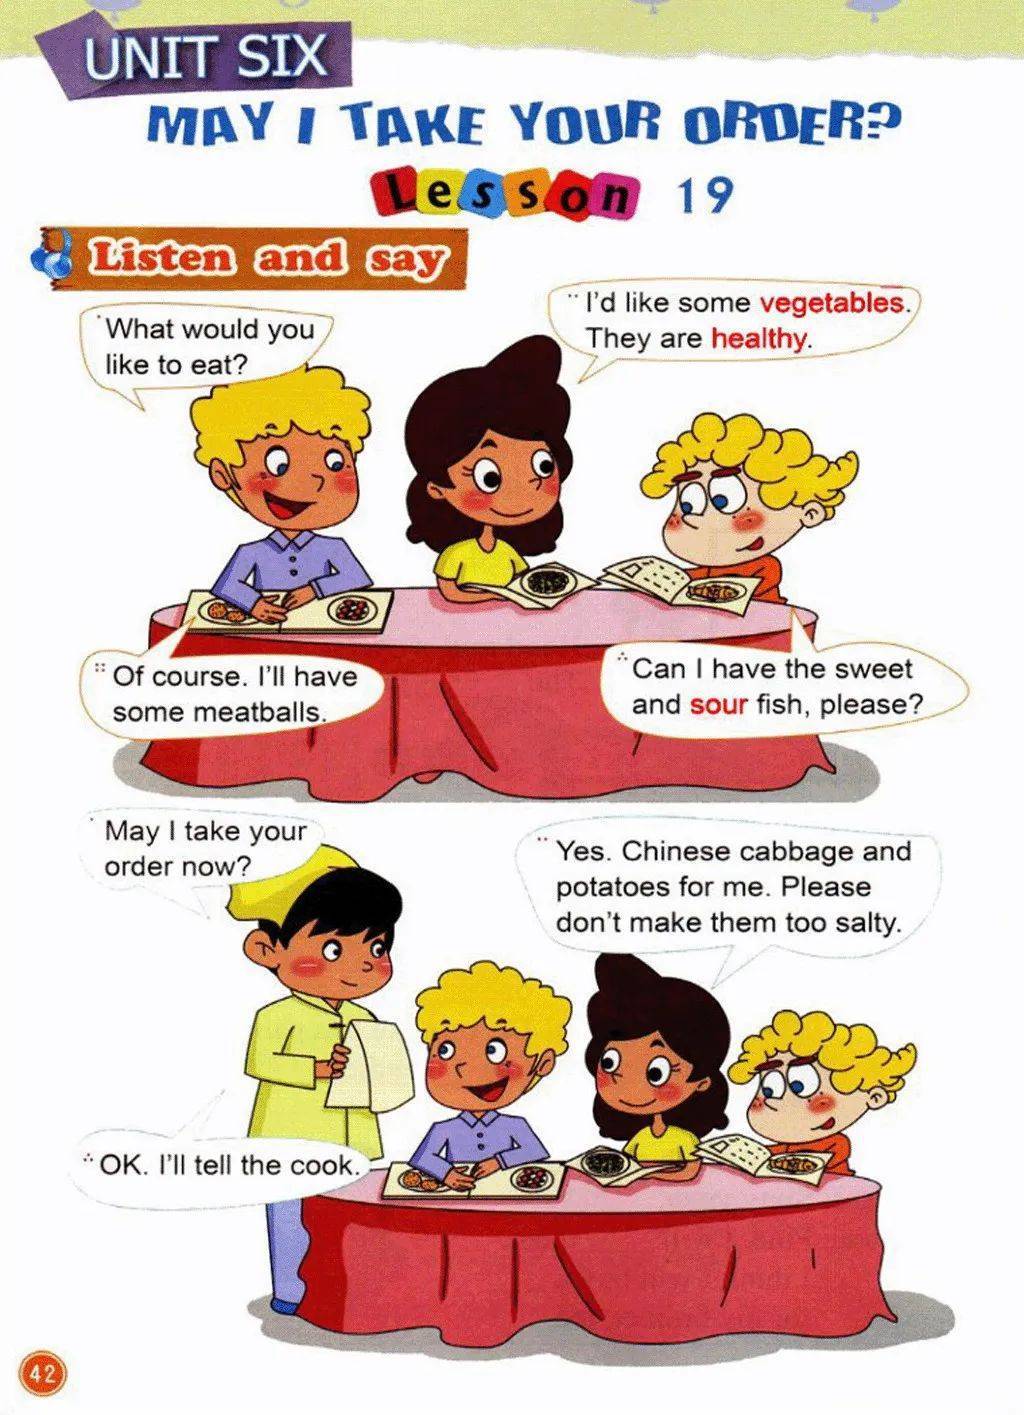 UNIT SIX
MAY I TAKE YOUR ORDER?
Lesson 19
Listen and say
What would you
like to eat?
I'd like some vegetables.
They are healthy.
Can I have the sweet
and sour fish, please?
Of course. I'll have
some meatballs.
May I take your
order now?
Yes. Chinese cabbage and
potatoes for me. Please
don't make them too salty.
OK. I'll tell the cook.
42